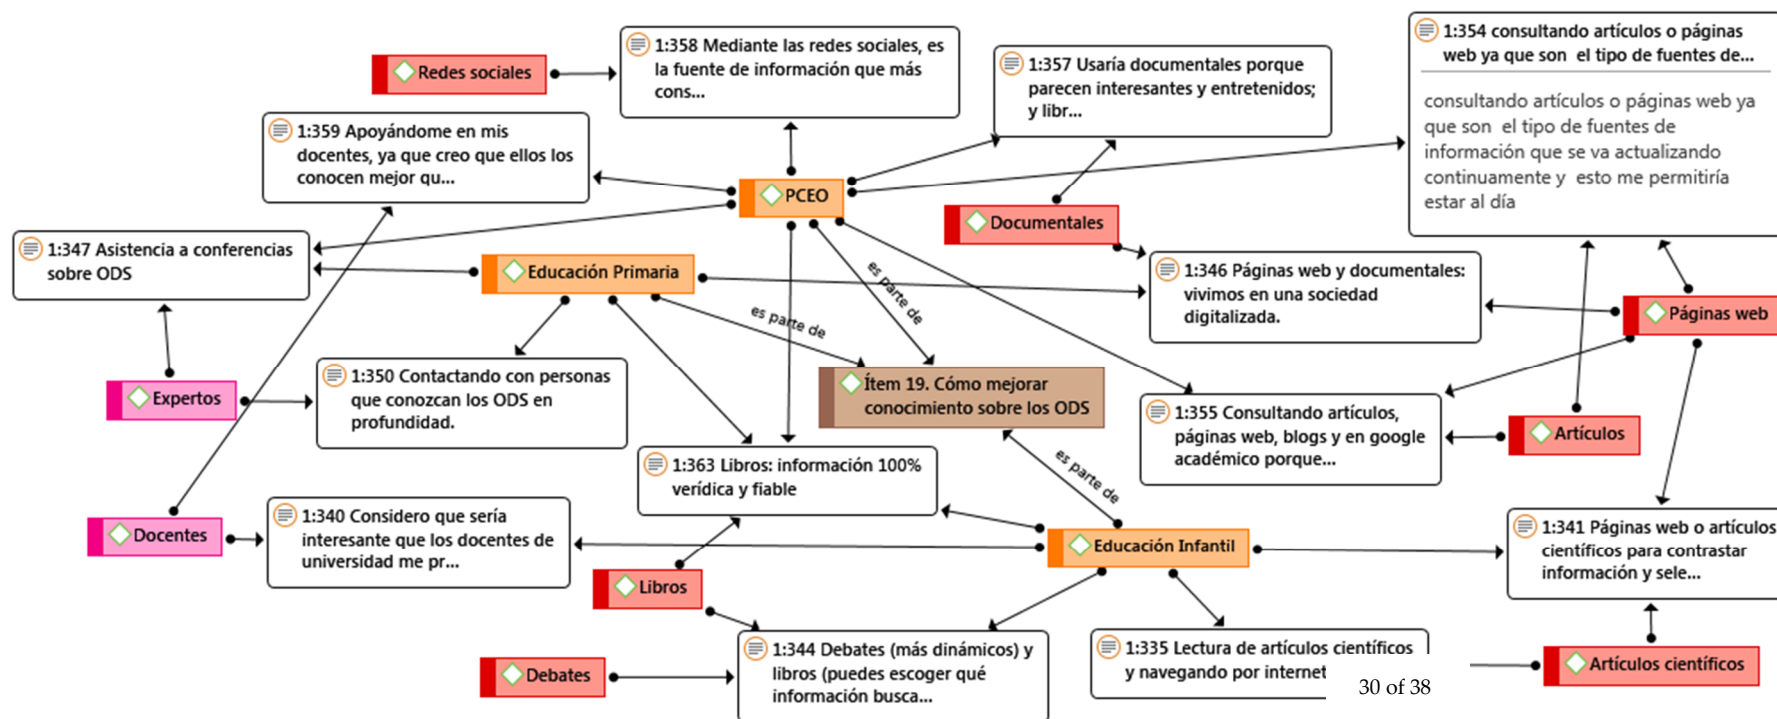 1:354 consultando artículos o páginas
web ya que son el tipo de fuentes de...
consultando artículos o páginas web ya
que son el tipo de fuentes de
información que se va actualizando
continuamente y esto me permitiría
estar al día
1:358 Mediante las redes sociales, es
la fuente de información que más
cons...
Redes sociales
1:357 Usaría documentales porque
parecen interesantes y entretenidos;
y libr...
1:359 Apoyándome en mis
docentes, ya que creo que ellos los
conocen mejor qu...
PCEO
Documentales
1:347 Asistencia a conferencias
sobre ODS
Educación Primaria
es parte de
es parte de
1:346 Páginas web y documentales:
vivimos en una sociedad
digitalizada.
Páginas web
Expertos
1:350 Contactando con personas
que conozcan los ODS en
profundidad.
Ítem 19. Cómo mejorar
conocimiento sobre los ODS
1:355 Consultando artículos,
páginas web, blogs y en google
académico porque...
Artículos
es parte de
1:363 Libros: información 100%
verídica y fiable
Docentes
1:340 Considero que sería
interesante que los docentes de
universidad me pr...
Educación Infantil
1:341 Páginas web o artículos
científicos para contrastar
información y sele...
Libros
1:344 Debates (más dinámicos) y
libros (puedes escoger qué
información busca...
Debates
1:335 Lectura de artículos científicos
y navegando por internet
Artículos científicos
30 of 38